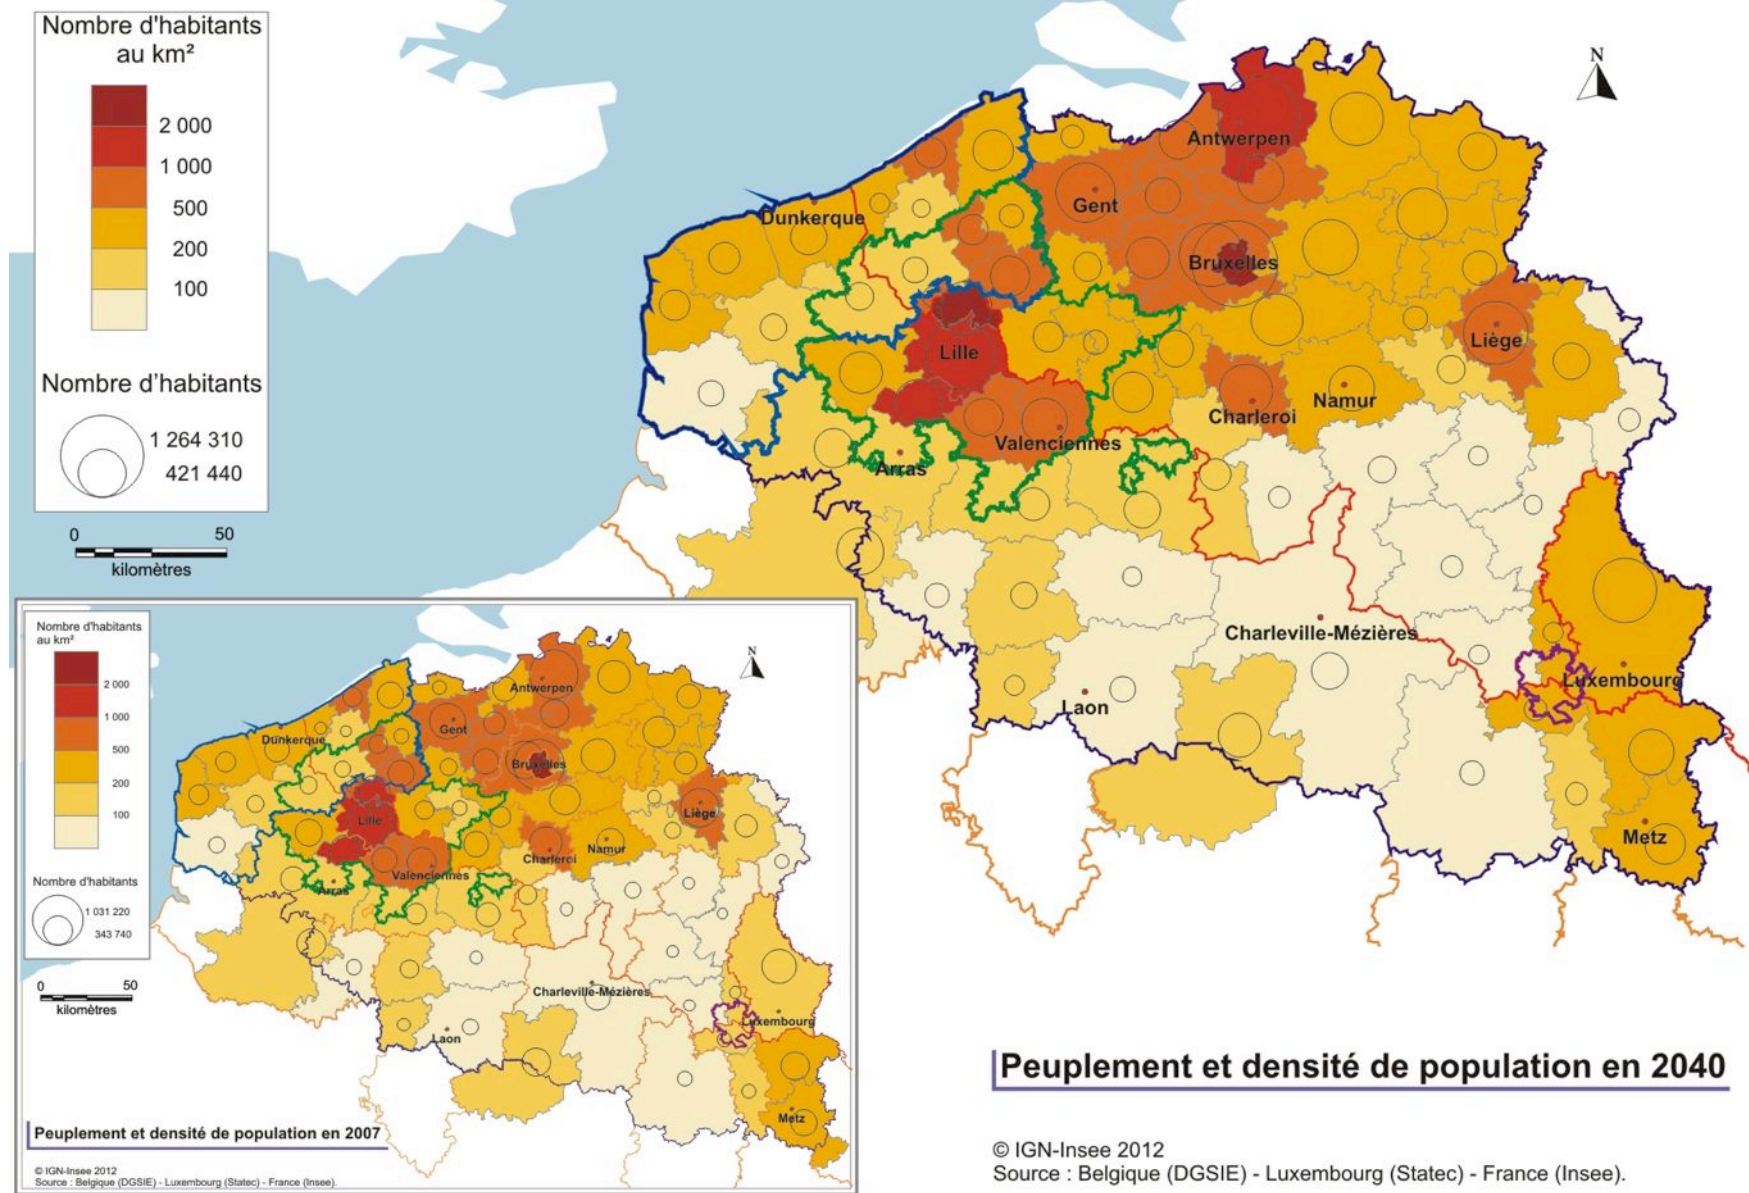 Nombre d'habitants
au km²
2 000
1 000
500
200
100
Nombre d'habitants
1 264 310
421 440
0 50
kilomètres
N
Antwerpen
Gent
Dunkerque
Bruxelles
Lille
Liège
Namur
Charleroi
Valenciennes
Arras
Charleville-Mézières
Luxembourg
Laon
Metz
Peuplement et densité de population en 2040
© IGN-Insee 2012
Source : Belgique (DGSIE) - Luxembourg (Statec) - France (Insee).
Nombre d'habitants
au km²
2 000
1 000
500
200
100
Nombre d'habitants
1 031 220
343 740
0 50
kilomètres
N
Antwerpen
Gent
Dunkerque
Bruxelles
Lille
Liège
Namur
Charleroi
Valenciennes
Arras
Charleville-Mézières
Luxembourg
Laon
Metz
Peuplement et densité de population en 2007
© IGN-Insee 2012
Source : Belgique (DGSIE) - Luxembourg (Statec) - France (Insee).